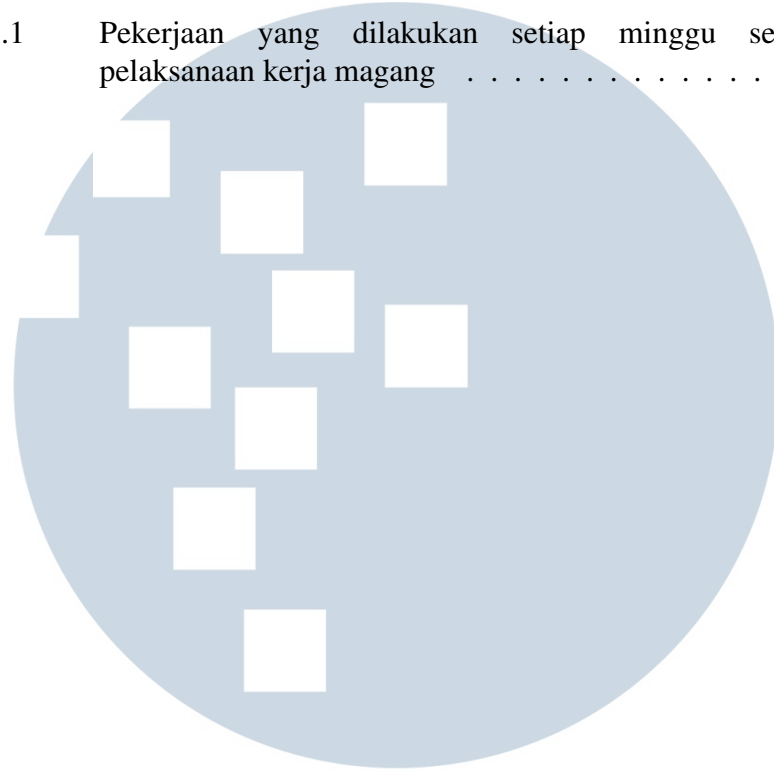 .1 Pekerjaan yang dilakukan setiap minggu se
pelaksanaan kerja magang . . . . . . . . . . . . . .